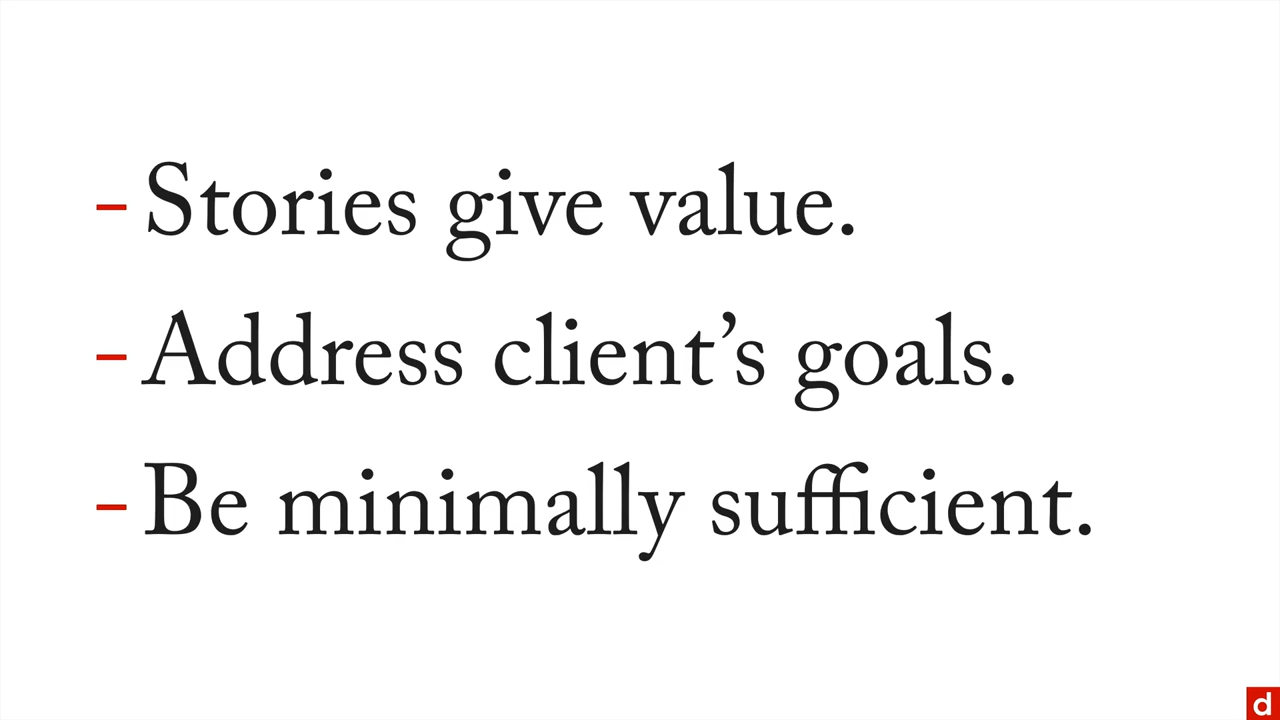 - Stories give value.
- Address client’s goals.
- Be minimally sufficient.
d